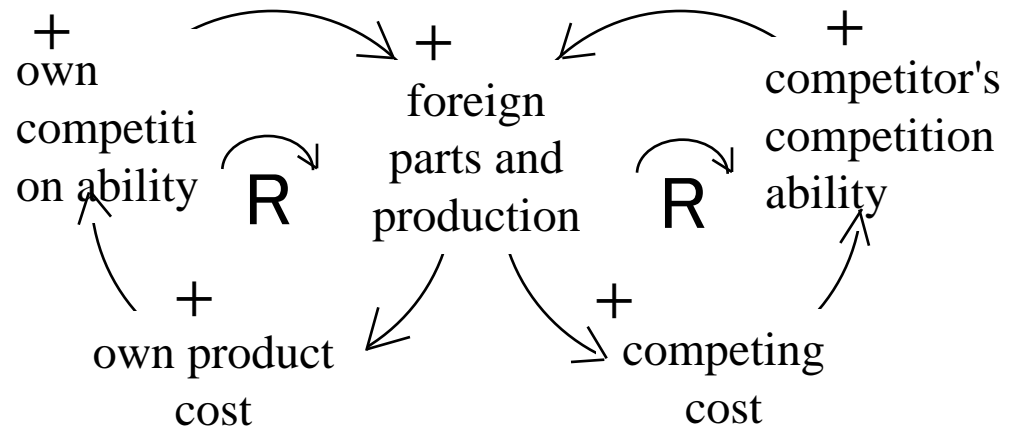 +
own
competiti
on ability
+
foreign
parts and
production
+
competitor's
competition
ability
R
R
+
own product
cost
+
competing
cost